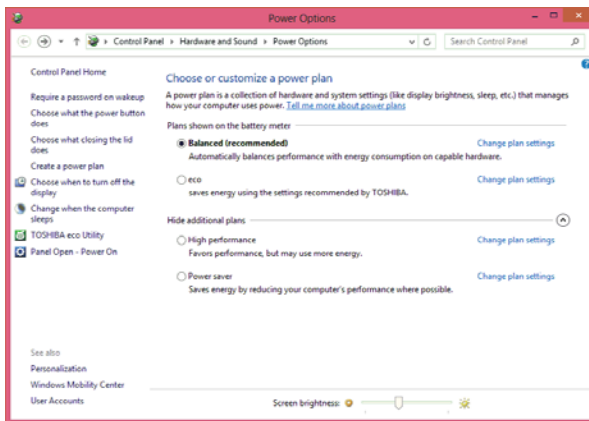 Power Options
Control Panel Hardware and Sound Power Options
Search Control Panel
Control Panel Home
Require a password on wakeup
Choose what the power button
does
Choose what closing the lid
does
Create a power plan
Choose when to turn off the
display
Change when the computer
sleeps
TOSHIBA eco Utility
Panel Open - Power On
See also
Personalization
Windows Mobility Center
User Accounts
Choose or customize a power plan
A power plan is a collection of hardware and system settings (like display brightness, sleep, etc.) that manages
how your computer uses power. Tell me more about power plans
Plans shown on the battery meter
Balanced (recommended) Change plan settings
Automatically balances performance with energy consumption on capable hardware.
eco Change plan settings
saves energy using the settings recommended by TOSHIBA.
Hide additional plans
High performance Change plan settings
Favors performance, but may use more energy.
Power saver Change plan settings
Saves energy by reducing your computer's performance where possible.
Screen brightness: